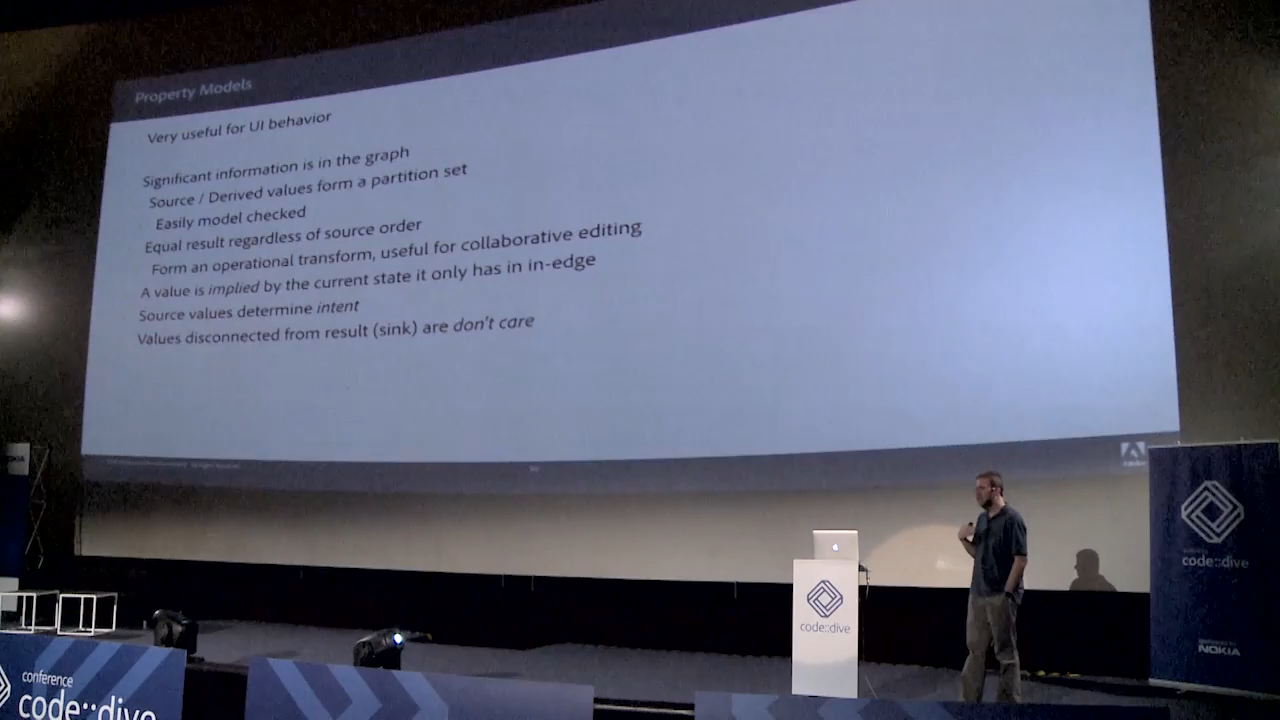 Property Models
Very useful for UI behavior
Significant information is in the graph
Source / Derived values form a partition set
Easily model checked
Equal result regardless of source order
Form an operational transform, useful for collaborative editing
A value is implied by the current state it only has in in-edge
Source values determine intent
Values disconnected from result (sink) are don't care
code::dive
code::dive
NOKIA
conference
code::dive